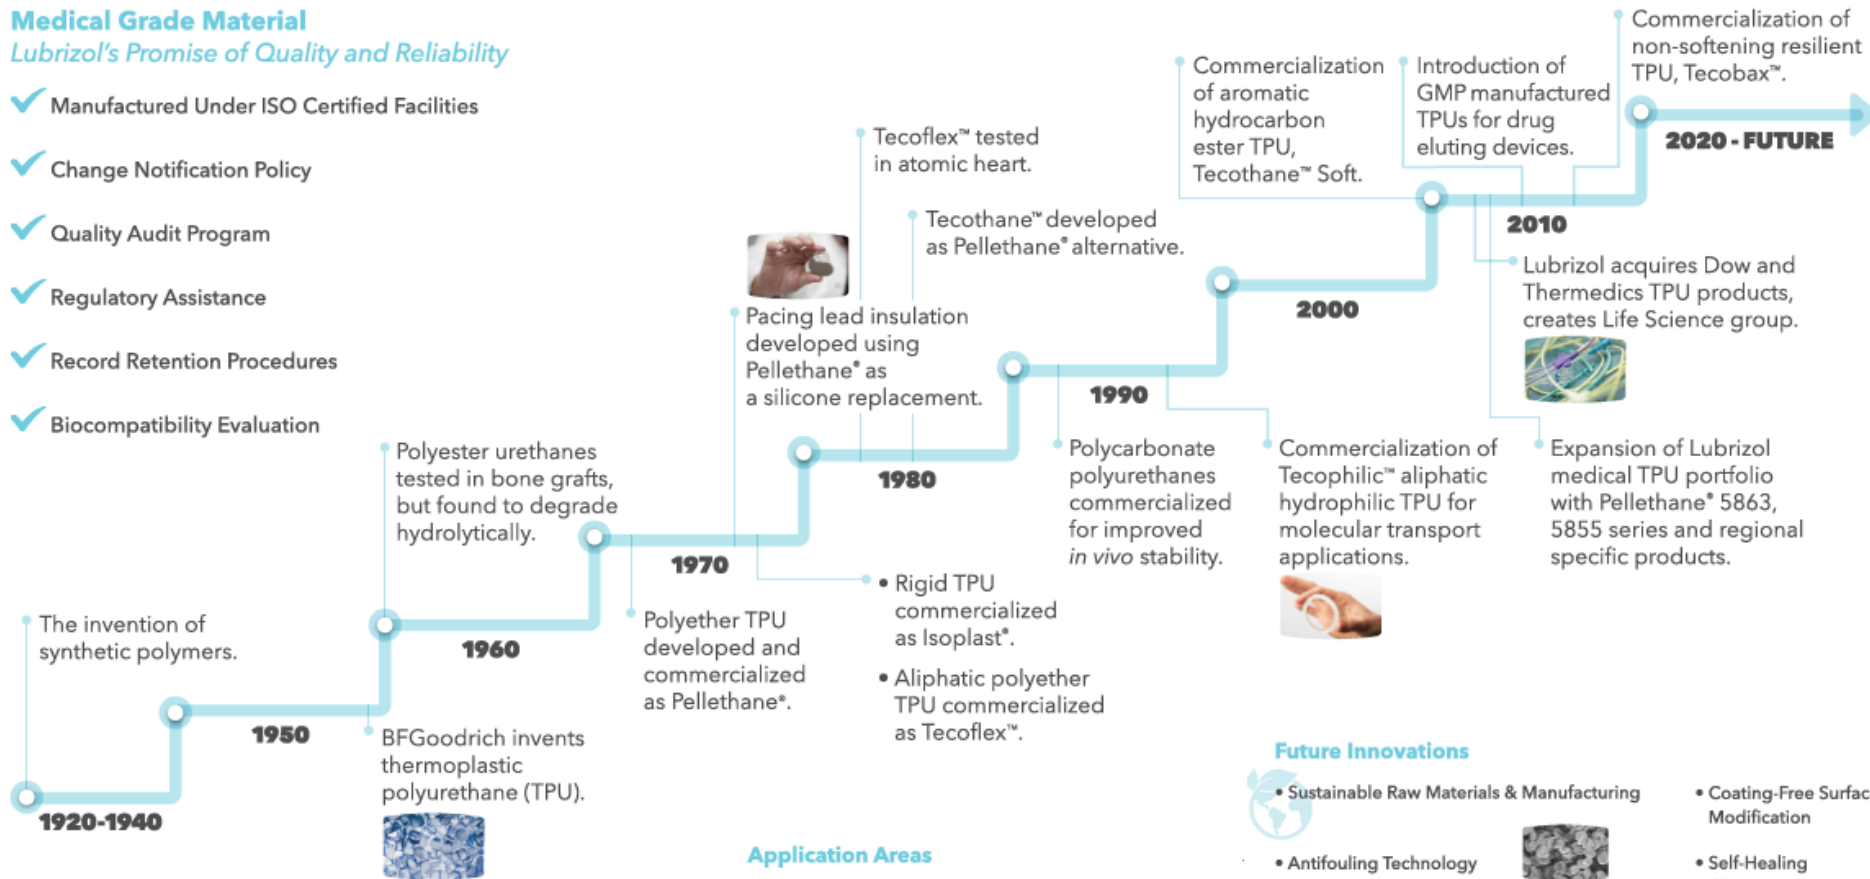 Medical Grade Material
Lubrizol's Promise of Quality and Reliability
Manufactured Under ISO Certified Facilities
Change Notification Policy
Quality Audit Program
Regulatory Assistance
Record Retention Procedures
Biocompatibility Evaluation
The invention of
synthetic polymers.
1920-1940
1950
BFGoodrich invents
thermoplastic
polyurethane (TPU).
Polyester urethanes
tested in bone grafts,
but found to degrade
hydrolytically.
1960
1970
Polyether TPU
developed and
commercialized
as Pellethane®.
Pacing lead insulation
developed using
Pellethane® as
a silicone replacement.
• Rigid TPU
commercialized
as Isoplast®.
• Aliphatic polyether
TPU commercialized
as Tecoflex™.
Tecoflex™ tested
in atomic heart.
Tecothane™ developed
as Pellethane® alternative.
1980
1990
Polycarbonate
polyurethanes
commercialized
for improved
in vivo stability.
Commercialization of
Tecophilic™ aliphatic
hydrophilic TPU for
molecular transport
applications.
2000
Commercialization
of aromatic
hydrocarbon
ester TPU,
Tecothane™ Soft.
Introduction of
GMP manufactured
TPUs for drug
eluting devices.
2010
Lubrizol acquires Dow and
Thermedics TPU products,
creates Life Science group.
Expansion of Lubrizol
medical TPU portfolio
with Pellethane® 5863,
5855 series and regional
specific products.
Commercialization of
non-softening resilient
TPU, Tecobax™.
2020 - FUTURE
Application Areas
Future Innovations
• Sustainable Raw Materials & Manufacturing
• Antifouling Technology
• Coating-Free Surfac
Modification
• Self-Healing